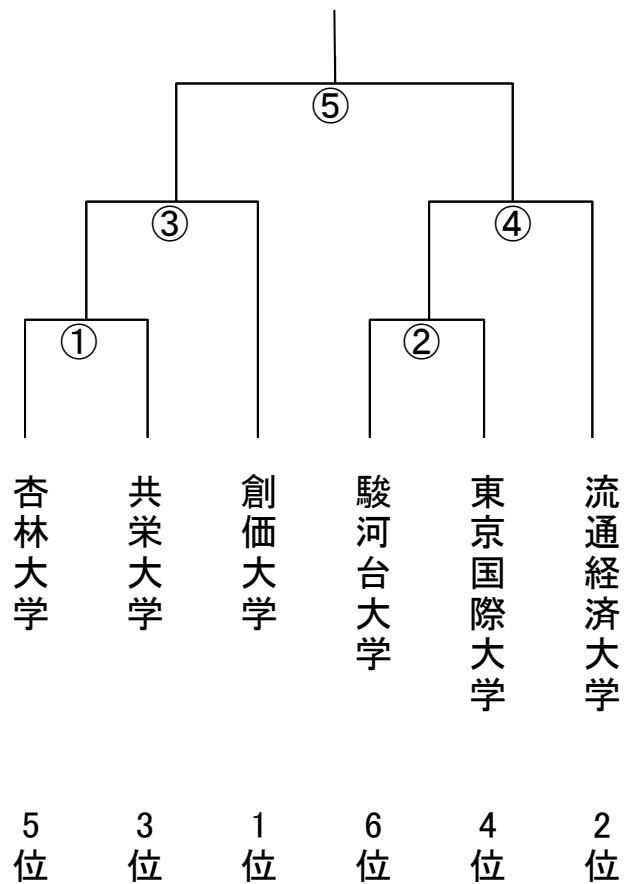 ⑤
③
④
①
②
杏林大学
共栄大学
創価大学
駿河台大学
東京国際大学
流通経済大学
5位
3位
1位
6位
4位
2位